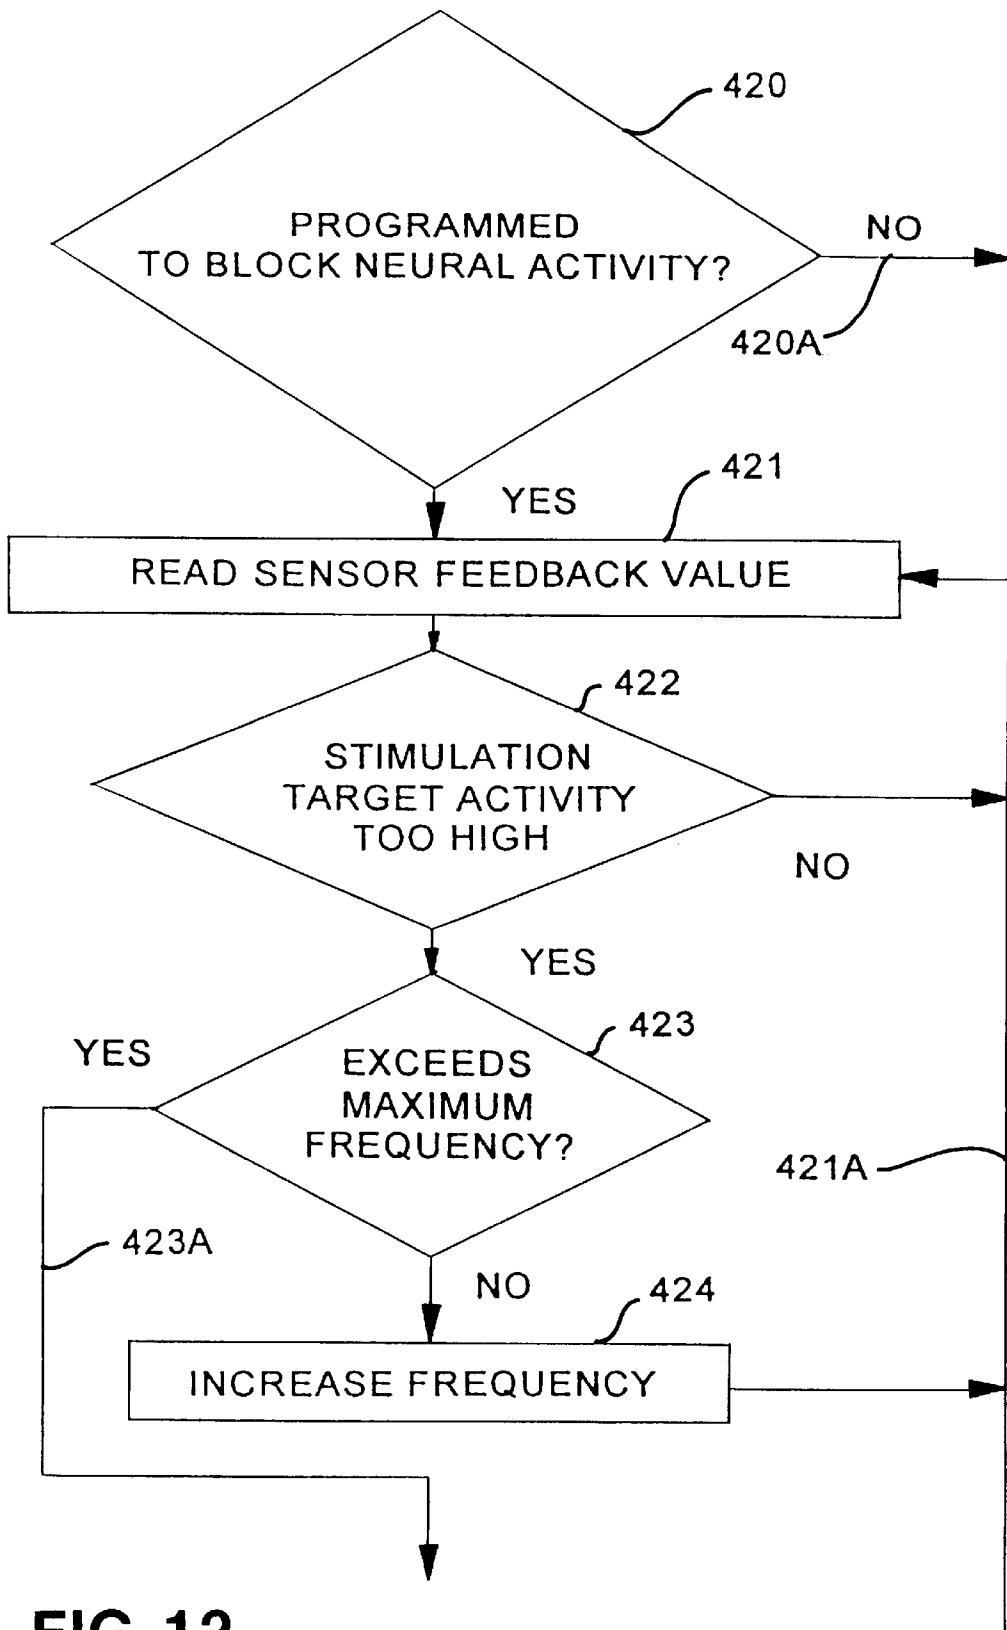 420
PROGRAMMED
TO BLOCK NEURAL ACTIVITY?
NO
420A
421
YES
READ SENSOR FEEDBACK VALUE
422
STIMULATION
TARGET ACTIVITY
TOO HIGH
NO
YES
423
YES
EXCEEDS
MAXIMUM
FREQUENCY?
421A
423A
NO
424
INCREASE FREQUENCY